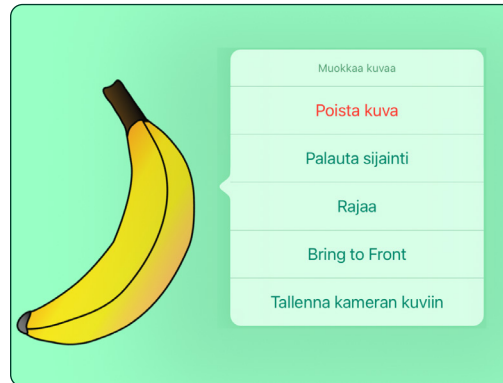 Muokkaa kuvaa
Poista kuva
Palauta sijainti
Rajaa
Bring to Front
Tallenna kameran kuviin